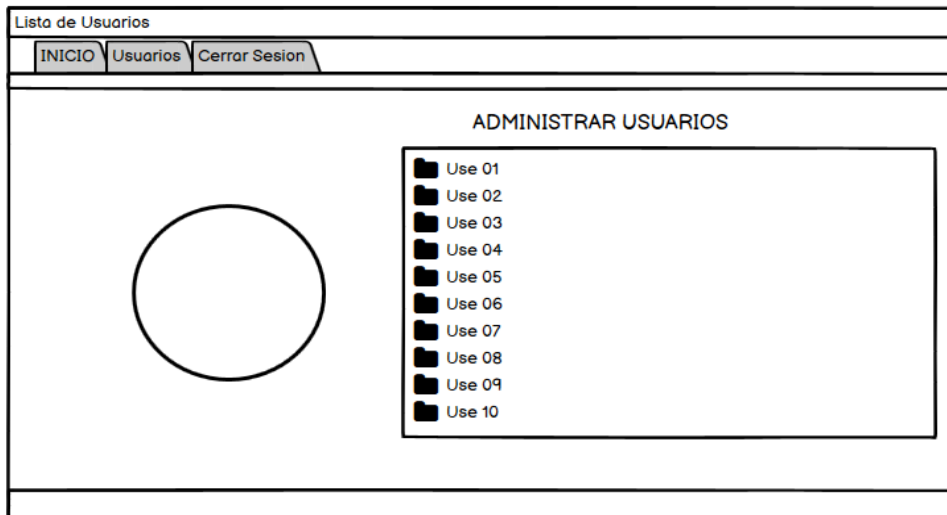 Lista de Usuarios
INICIO Usuarios Cerrar Sesion
ADMINISTRAR USUARIOS
Use 01
Use 02
Use 03
Use 04
Use 05
Use 06
Use 07
Use 08
Use 09
Use 10